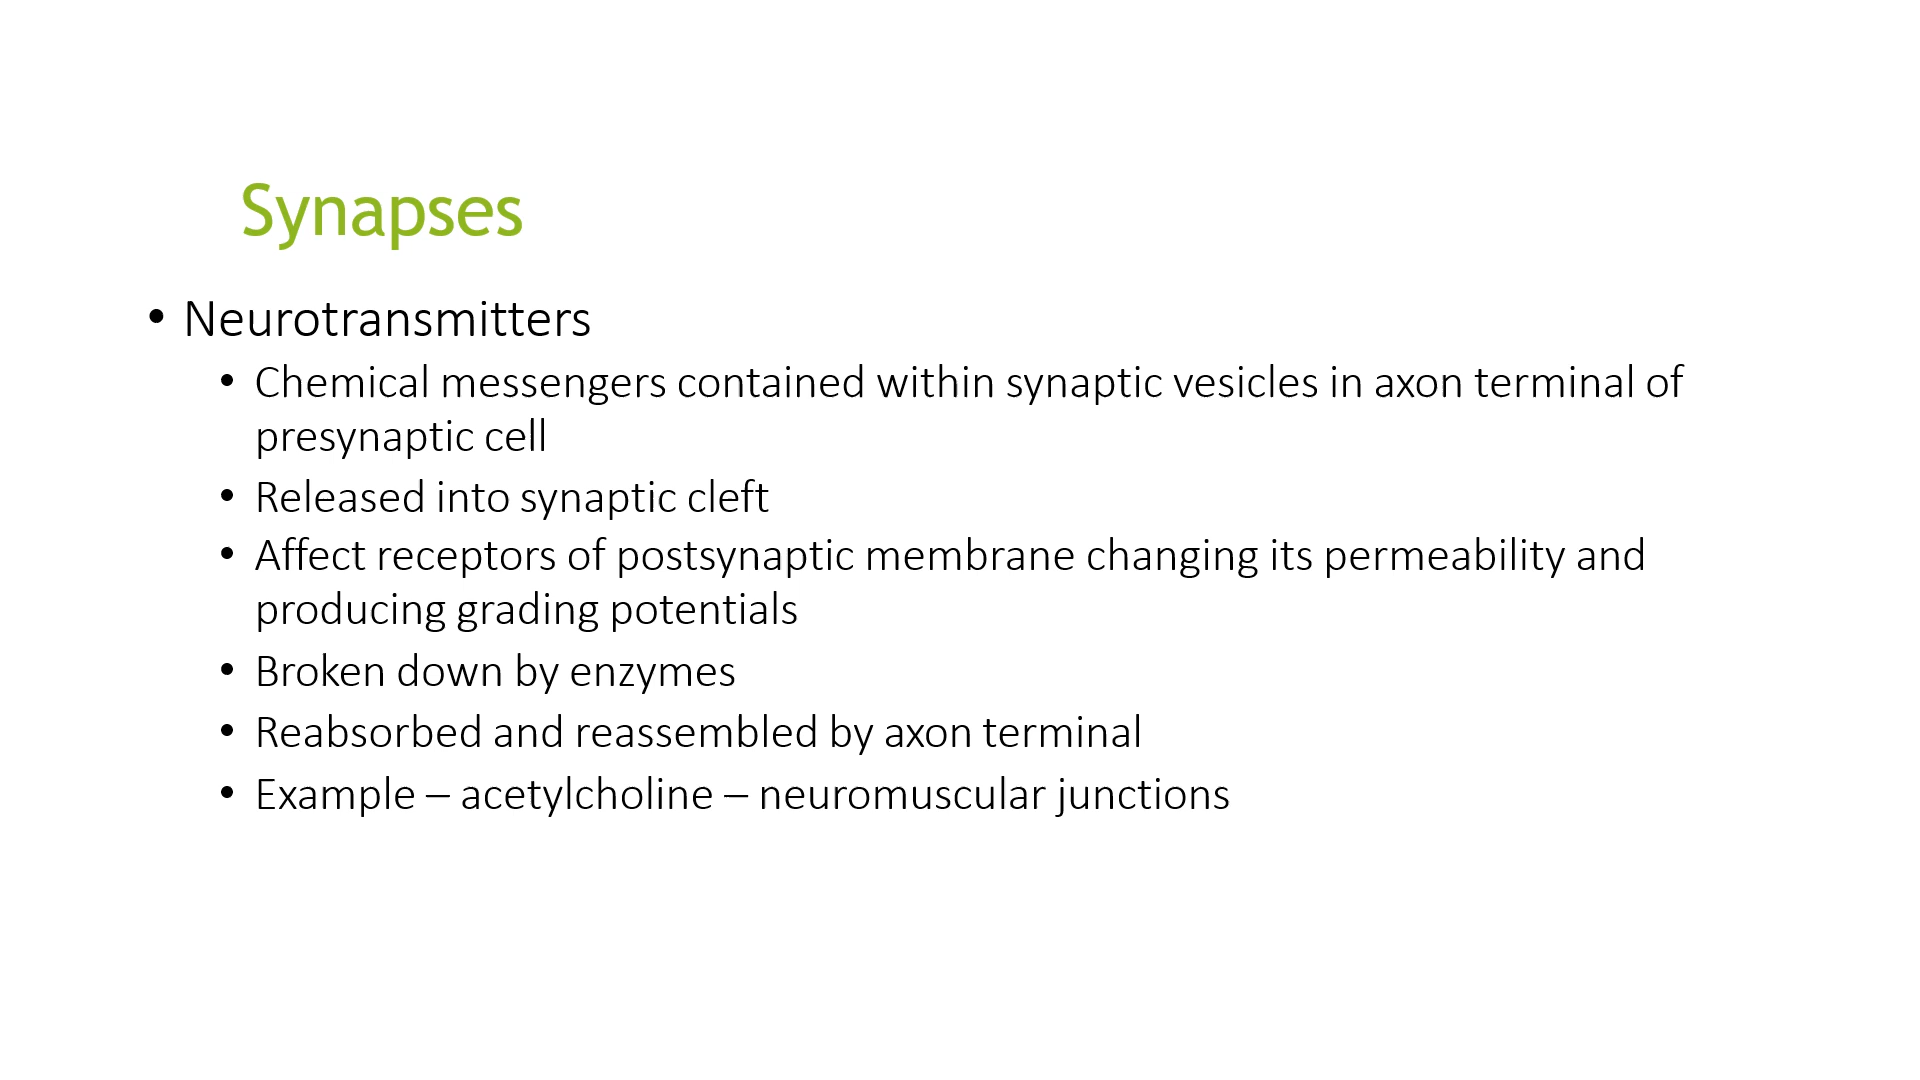 Synapses
• Neurotransmitters
• Chemical messengers contained within synaptic vesicles in axon terminal of
presynaptic cell
• Released into synaptic cleft
• Affect receptors of postsynaptic membrane changing its permeability and
producing grading potentials
• Broken down by enzymes
• Reabsorbed and reassembled by axon terminal
• Example – acetylcholine – neuromuscular junctions